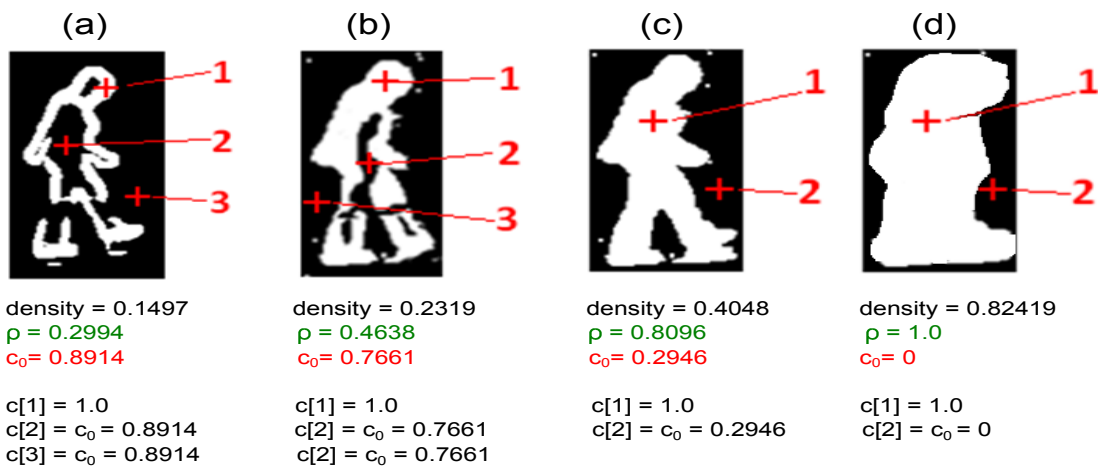 (a)
1
2
3
density = 0.1497
ρ = 0.2994
c₀= 0.8914
c[1] = 1.0
c[2] = c₀ = 0.8914
c[3] = c₀ = 0.8914
(b)
1
2
3
density = 0.2319
ρ = 0.4638
c₀= 0.7661
c[1] = 1.0
c[2] = c₀ = 0.7661
c[2] = c₀ = 0.7661
(c)
1
2
density = 0.4048
ρ = 0.8096
c₀= 0.2946
c[1] = 1.0
c[2] = c₀ = 0.2946
(d)
1
2
density = 0.82419
ρ = 1.0
c₀= 0
c[1] = 1.0
c[2] = c₀ = 0